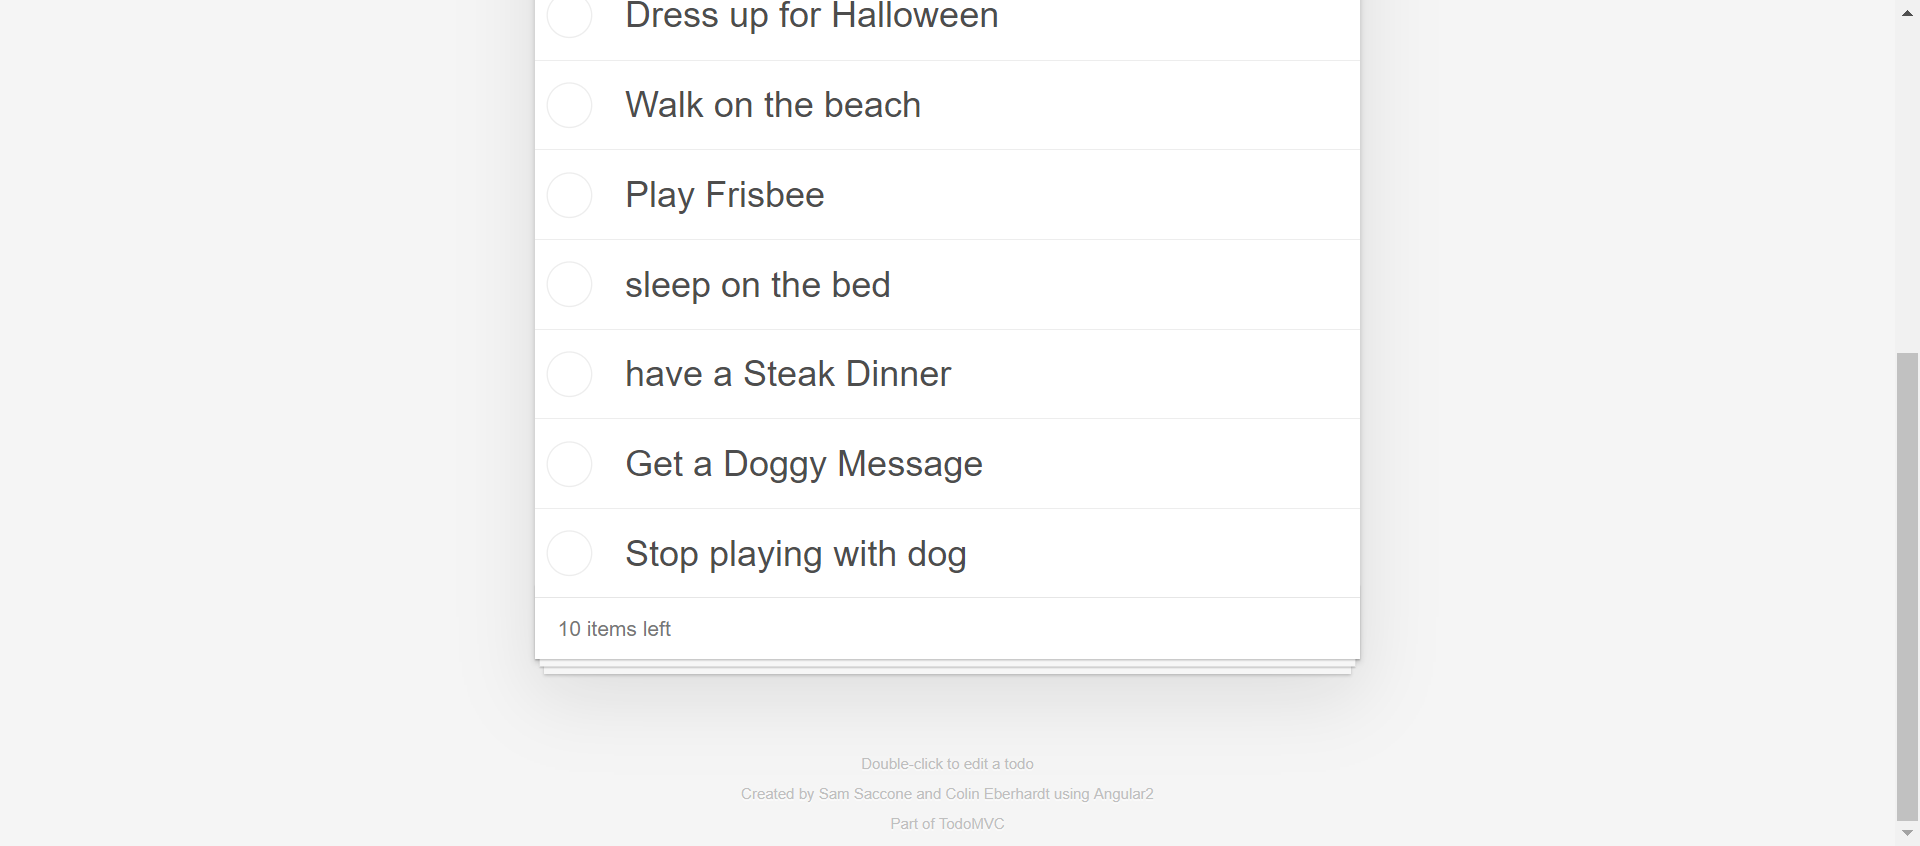 Dress up for Halloween
Walk on the beach
Play Frisbee
sleep on the bed
have a Steak Dinner
Get a Doggy Message
Stop playing with dog
10 items left
Double-click to edit a todo
Created by Sam Saccone and Colin Eberhardt using Angular2
Part of TodoMVC